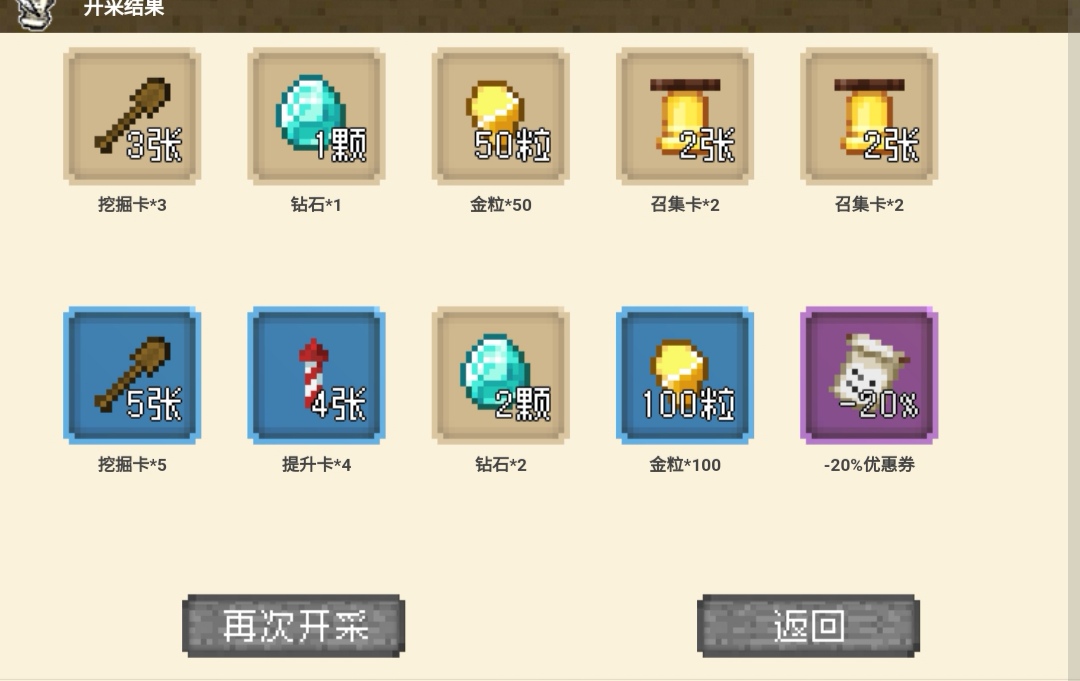 开采结果
3张
1颗
50粒
2张
2张
挖掘卡*3
钻石*1
金粒*50
召集卡*2
召集卡*2
5张
4张
2颗
100粒
-20%
挖掘卡*5
提升卡*4
钻石*2
金粒*100
-20%优惠券
再次开采
返回